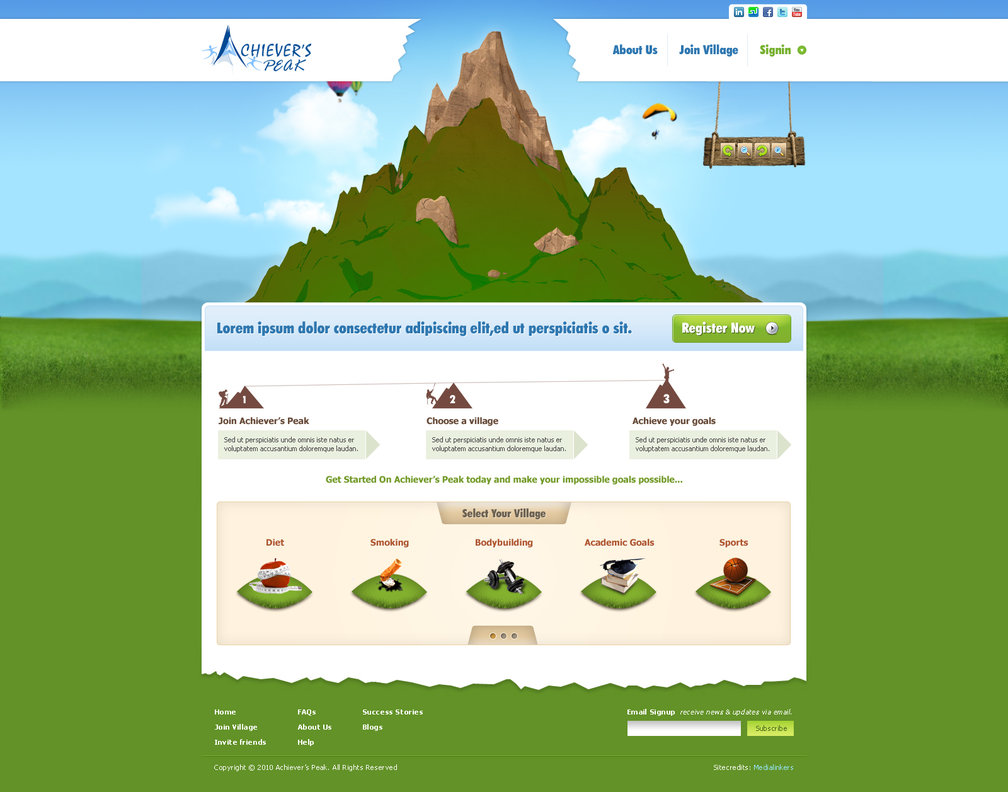 in
You
Tube
ACHIEVER'S
PEAK
About Us
Join Village
Signin
Lorem ipsum dolor consectetur adipiscing elit,ed ut perspiciatis o sit.
Register Now
1
2
3
Join Achiever's Peak
Sed ut perspiciatis unde omnis iste natus er
voluptatem accusantium doloremque laudan.
Choose a village
Sed ut perspiciatis unde omnis iste natus er
voluptatem accusantium doloremque laudan.
Achieve your goals
Sed ut perspiciatis unde omnis iste natus er
voluptatem accusantium doloremque laudan.
Get Started On Achiever's Peak today and make your impossible goals possible...
Select Your Village
Diet
Smoking
Bodybuilding
Academic Goals
Sports
Home
FAQs
Success Stories
Join Village
About Us
Blogs
Invite friends
Help
Email Signup receive news & updates via email.
Subscribe
Copyright © 2010 Achiever's Peak. All Rights Reserved
Sitecredits: Medialinkers